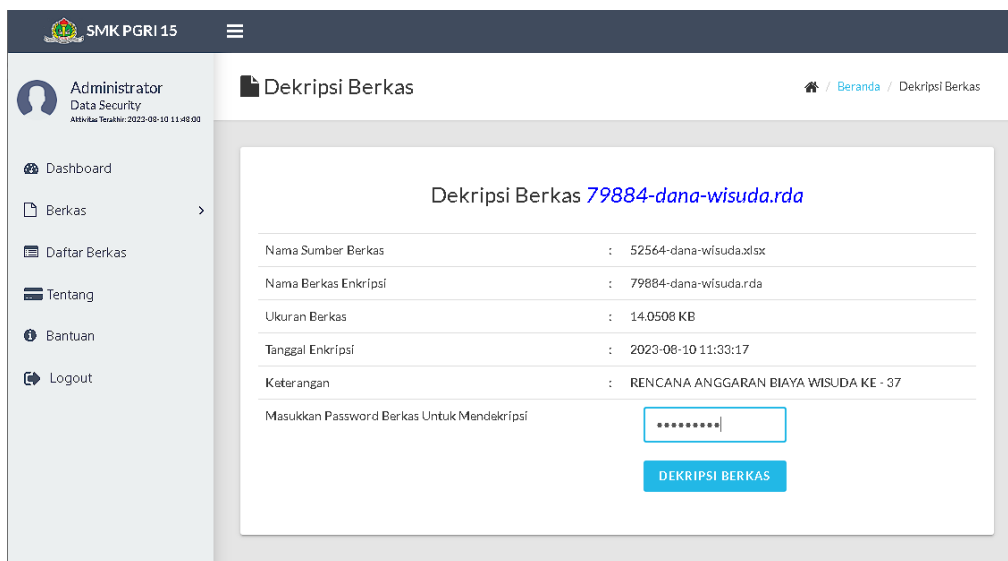 SMK PGRI 15
Administrator
Data Security
Aktivitas Terakhir: 2023-08-10 11:48:00
Dashboard
Berkas
Daftar Berkas
Tentang
Bantuan
Logout
Dekripsi Berkas
/ Beranda / Dekripsi Berkas
Dekripsi Berkas 79884-dana-wisuda.rda
Nama Sumber Berkas : 52564-dana-wisuda.xlsx
Nama Berkas Enkripsi : 79884-dana-wisuda.rda
Ukuran Berkas : 14.0508 KB
Tanggal Enkripsi : 2023-08-10 11:33:17
Keterangan : RENCANA ANGGARAN BIAYA WISUDA KE - 37
Masukkan Password Berkas Untuk Mendekripsi
•••••••••
DEKRIPSI BERKAS